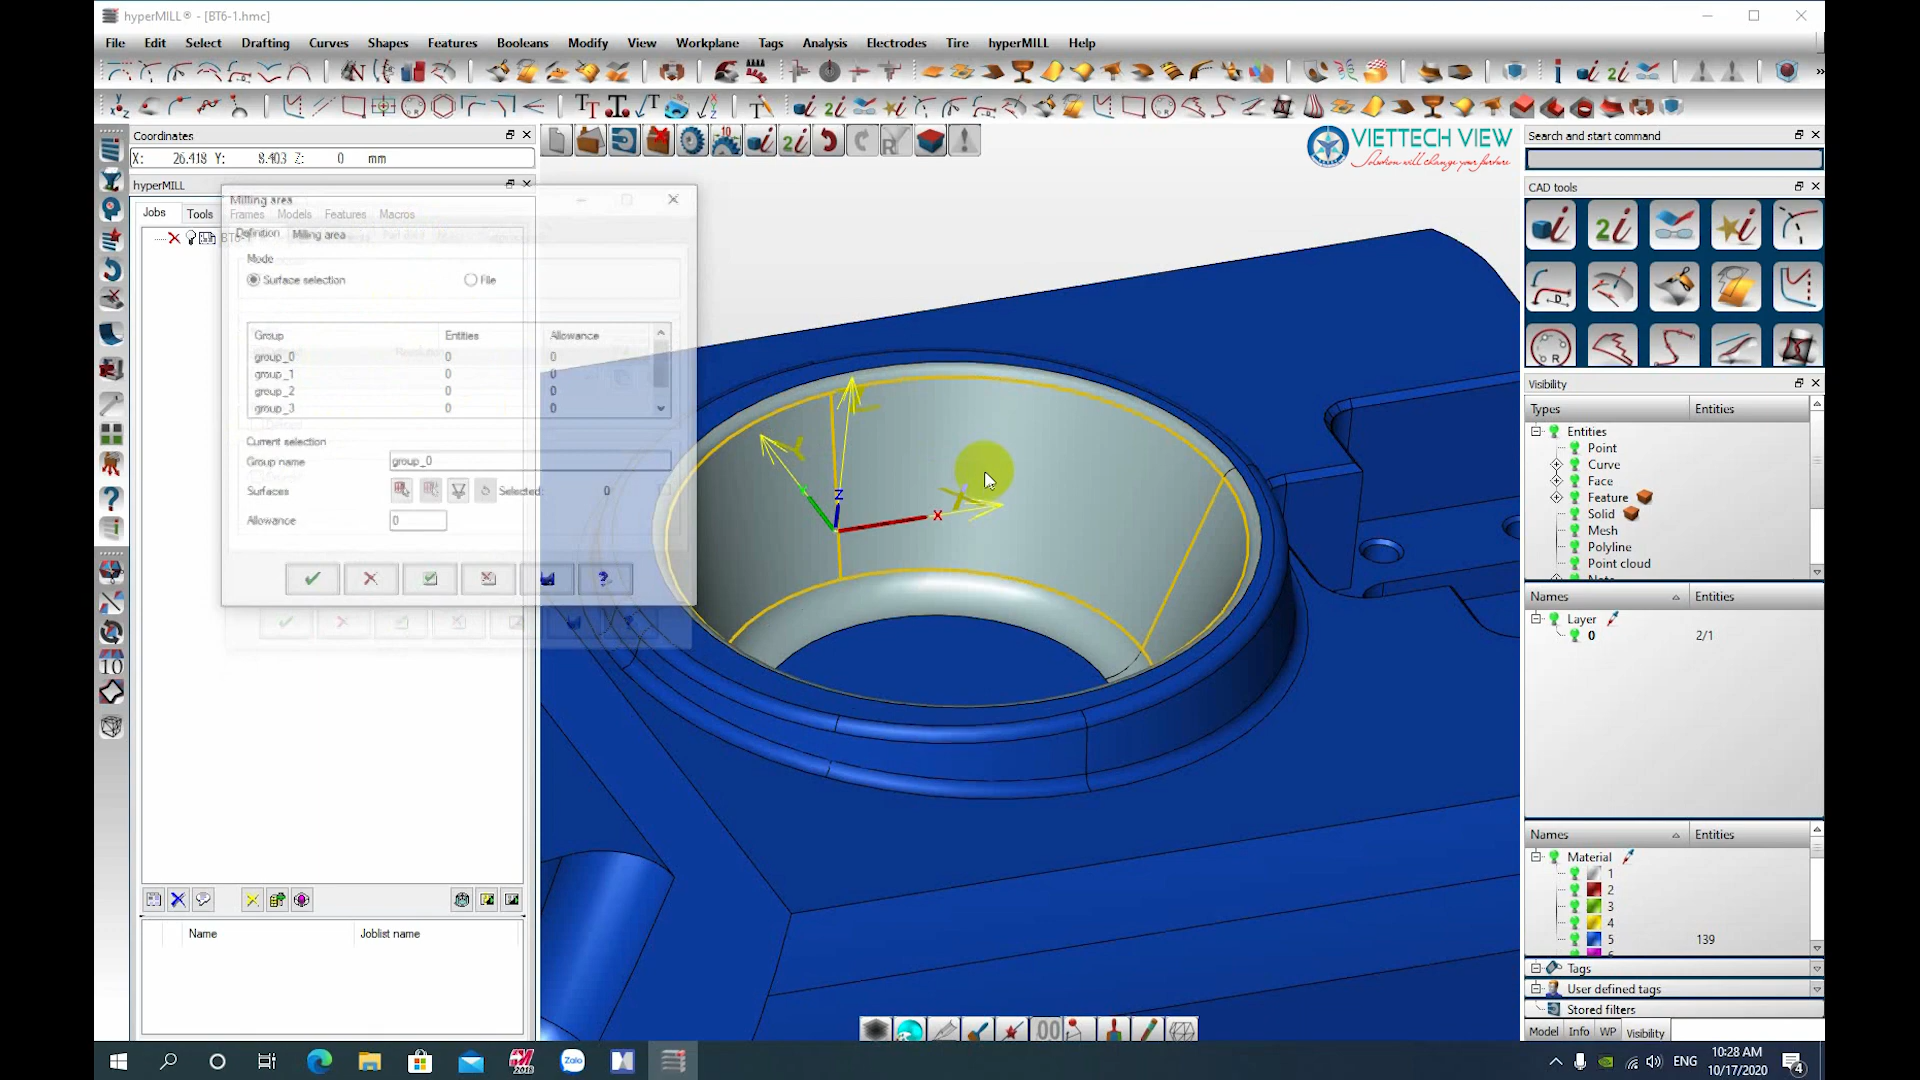 hyperMILL® - [BT6-1.hmc]
File Edit Select Drafting Curves Shapes Features Booleans Modify View Workplane Tags Analysis Electrodes Tire hyperMILL Help
Coordinates
X: 26.418 Y: 8.403 Z: 0 mm
hyperMILL
Jobs Tools Frames Models Features Macros
Milling area
Definition Milling area
Mode
Surface selection File
Group Entities Allowance
group_0 0 0
group_1 0 0
group_2 0 0
group_3 0 0
Current selection
Group name group_0
Surfaces Selected: 0
Allowance 0
Name Joblist name
VIETTECH VIEW
Solution will change your furture
Z
X
Search and start command
CAD tools
Visibility
Types Entities
Entities
Point
Curve
Face
Feature
Solid
Mesh
Polyline
Point cloud
Names Entities
Layer
0 2/1
Names Entities
Material
1
2
3
4
5 139
Tags
User defined tags
Stored filters
Model Info WP Visibility
ENG
10:28 AM
10/17/2020